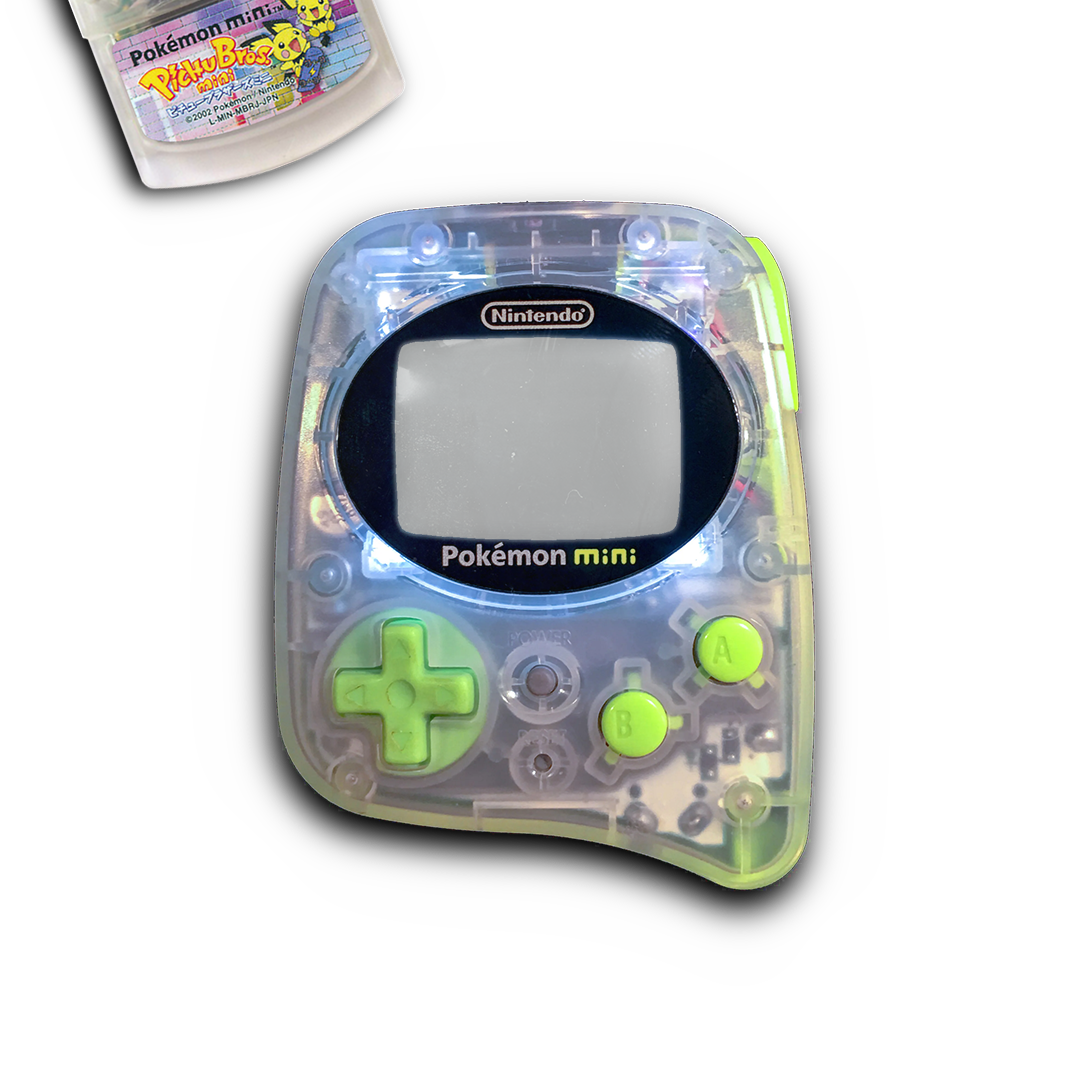 Pokémon mini™
Pichu Bros.
mini
ピチューブラザーズミニ
©2002 Pokémon / Nintendo
L-MIN-MBRJ-JPN
Nintendo®
Pokémon mini
POWER
A
B
RESET